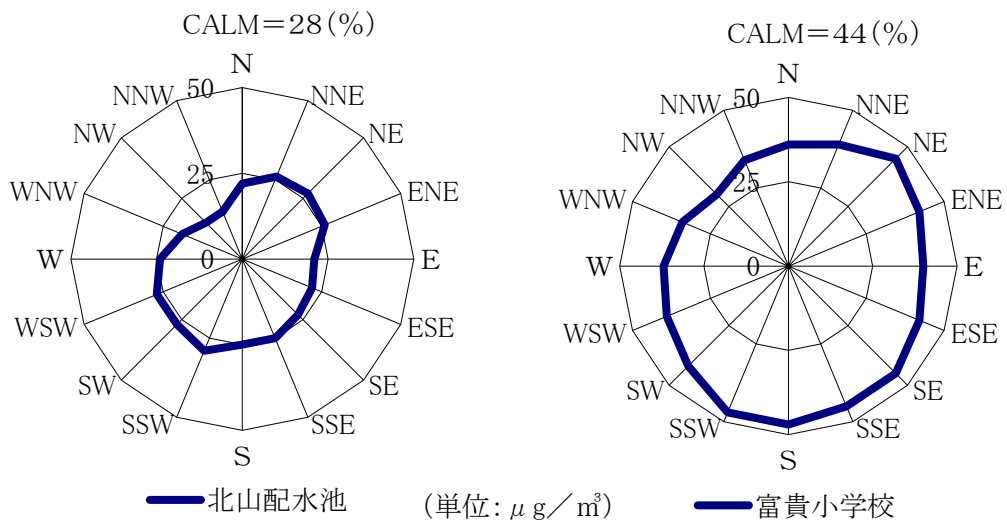 CALM=28(%)
N
NNE
NE
ENE
E
ESE
SE
SSE
S
SSW
SW
WSW
W
WNW
NW
NNW
50
25
0
CALM=44(%)
N
NNE
NE
ENE
E
ESE
SE
SSE
S
SSW
SW
WSW
W
WNW
NW
NNW
50
25
0
北山配水池
(単位:μg/㎥)
富貴小学校